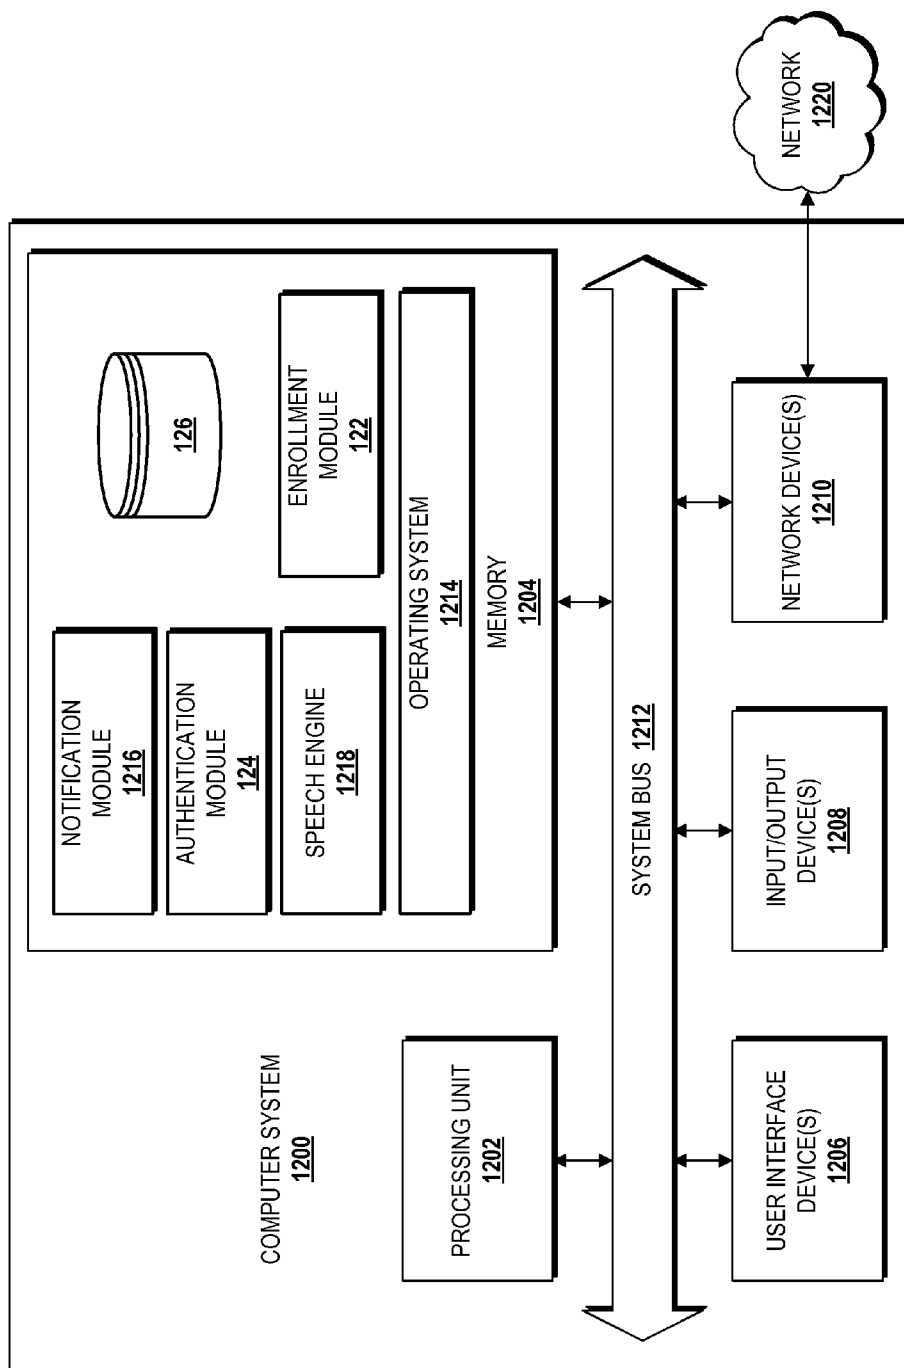 COMPUTER SYSTEM
1200
PROCESSING UNIT
1202
NOTIFICATION
MODULE
1216
AUTHENTICATION
MODULE
124
SPEECH ENGINE
1218
126
ENROLLMENT
MODULE
122
OPERATING SYSTEM
1214
MEMORY
1204
SYSTEM BUS 1212
USER INTERFACE
DEVICE(S)
1206
INPUT/OUTPUT
DEVICE(S)
1208
NETWORK DEVICE(S)
1210
NETWORK
1220